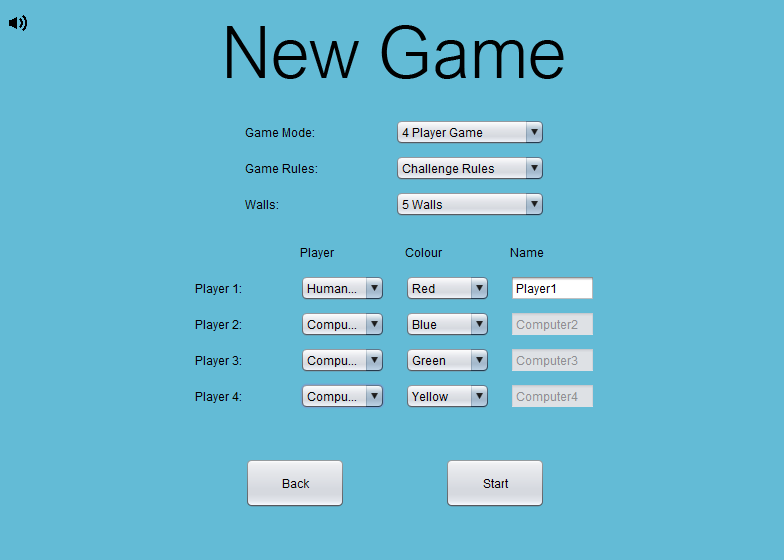 New Game
Game Mode: 4 Player Game
Game Rules: Challenge Rules
Walls: 5 Walls
Player Colour Name
Player 1: Human... Red Player1
Player 2: Compu... Blue Computer2
Player 3: Compu... Green Computer3
Player 4: Compu... Yellow Computer4
Back Start